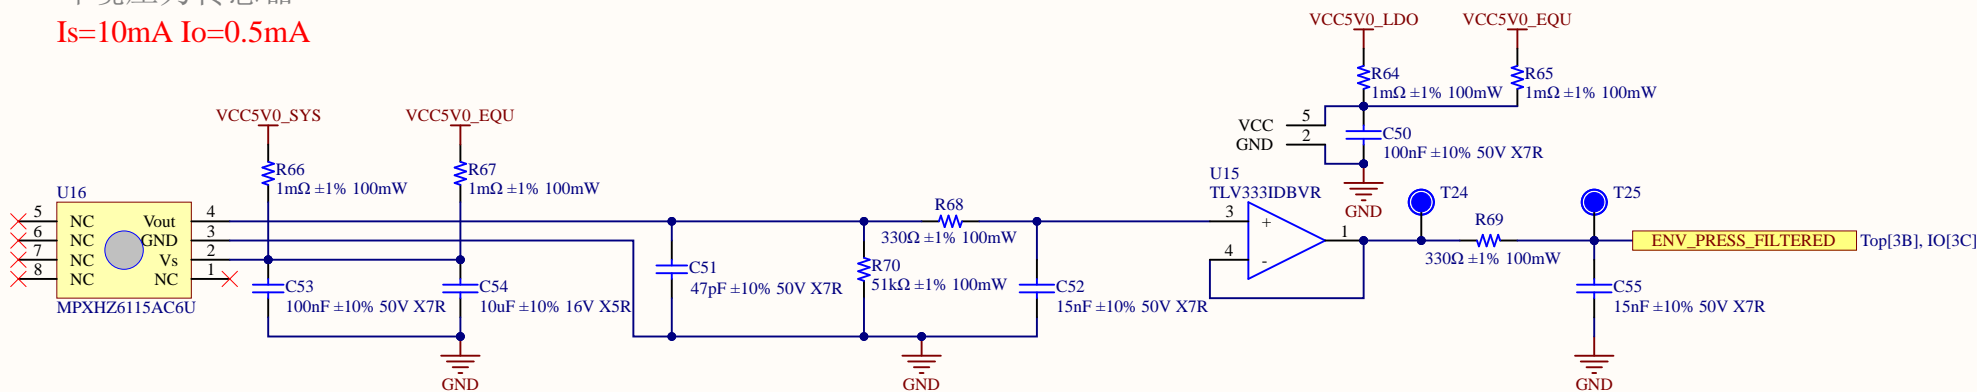 Is=10mA Io=0.5mA
VCC5V0_LDO
VCC5V0_EQU
R64
1mΩ ±1% 100mW
R65
1mΩ ±1% 100mW
VCC 5
GND 2
C50
100nF ±10% 50V X7R
GND
VCC5V0_SYS
VCC5V0_EQU
R66
1mΩ ±1% 100mW
R67
1mΩ ±1% 100mW
U16
5 NC Vout 4
6 NC GND 3
7 NC Vs 2
8 NC NC 1
MPXHZ6115AC6U
C53
100nF ±10% 50V X7R
C54
10uF ±10% 16V X5R
GND
C51
47pF ±10% 50V X7R
R70
51kΩ ±1% 100mW
R68
330Ω ±1% 100mW
C52
15nF ±10% 50V X7R
GND
U15
TLV333IDBVR
3 +
4 -
1
T24
R69
330Ω ±1% 100mW
T25
ENV_PRESS_FILTERED Top[3B], IO[3C]
C55
15nF ±10% 50V X7R
GND